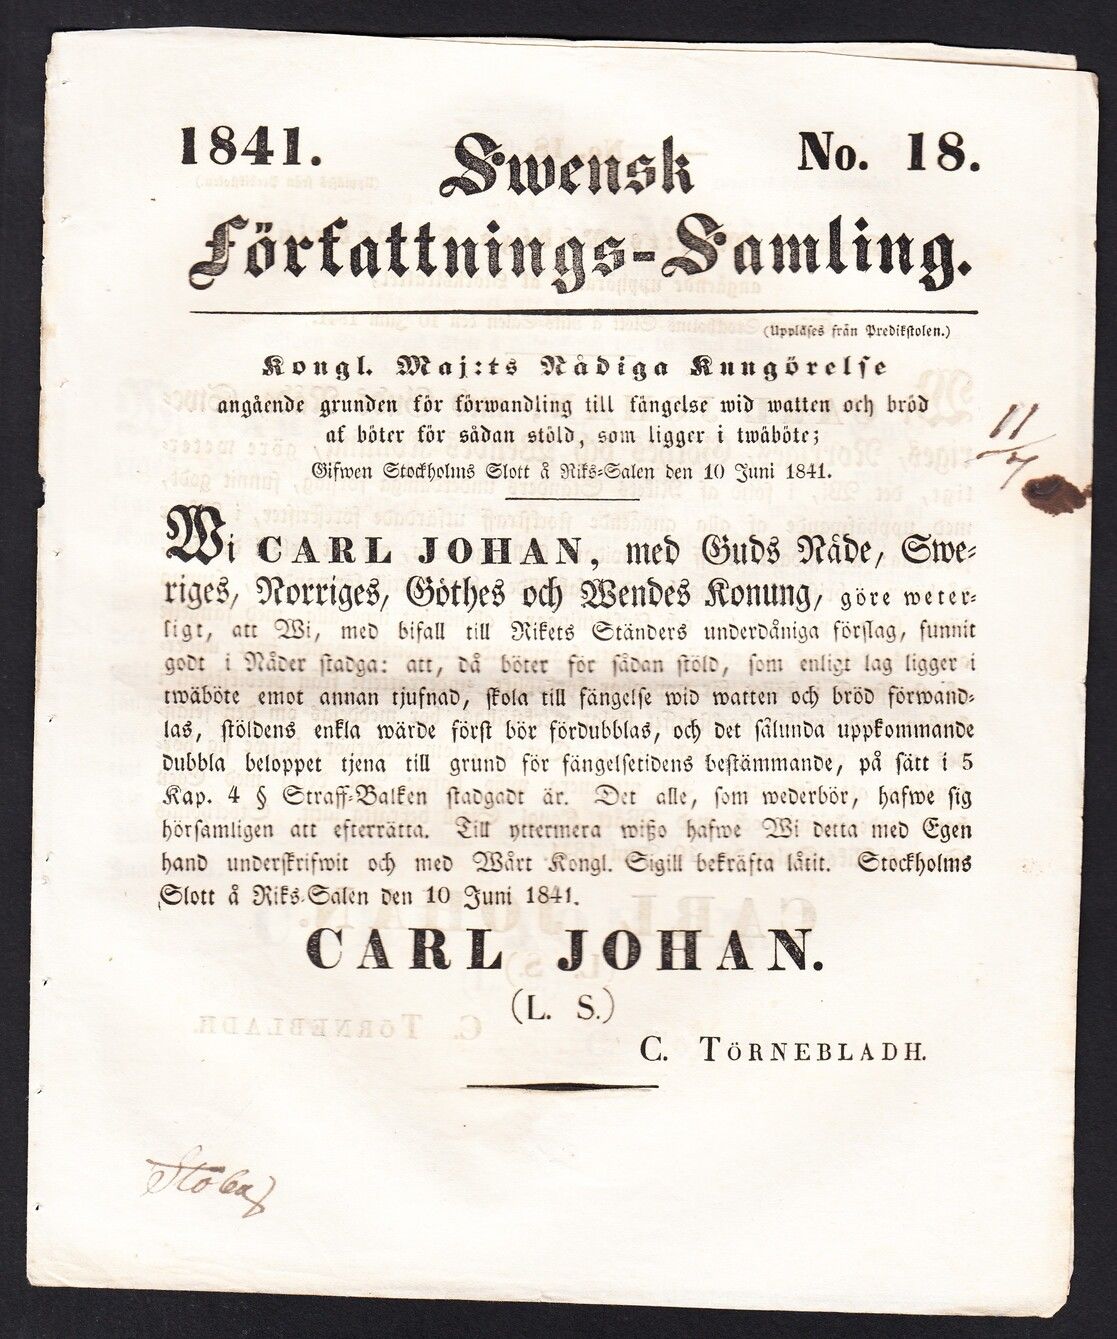 1841.
Swensk
No. 18.
Författnings-Samling.
(Uppläses från Predikstolen.)
Kongl. Maj:ts Nådiga Kungörelse
angående grunden för förwandling till fängelse wid watten och bröd
af böter för sådan stöld, som ligger i twäböte;
Gifwen Stockholms Slott å Riks-Salen den 10 Juni 1841.
11/7
Wi CARL JOHAN, med Guds Nåde, Swe-
riges, Norriges, Göthes och Wendes Konung, göre weter-
ligt, att Wi, med bifall till Rikets Ständers underdåniga förslag, funnit
godt i Nåder stadga: att, då böter för sådan stöld, som enligt lag ligger i
twäböte emot annan tjufnad, skola till fängelse wid watten och bröd förwand-
las, stöldens enkla wärde först bör fördubblas, och det sålunda uppkommande
dubbla beloppet tjena till grund för fängelsetidens bestämmande, på sätt i 5
Kap. 4 § Straff-Balken stadgadt är. Det alle, som wederbör, hafwe sig
hörsamligen att efterrätta. Till yttermera wißo hafwe Wi detta med Egen
hand underskrifwit och med Wårt Kongl. Sigill bekräfta låtit. Stockholms
Slott å Riks-Salen den 10 Juni 1841.
CARL JOHAN.
(L. S.)
C. TÖRNEBLADH.